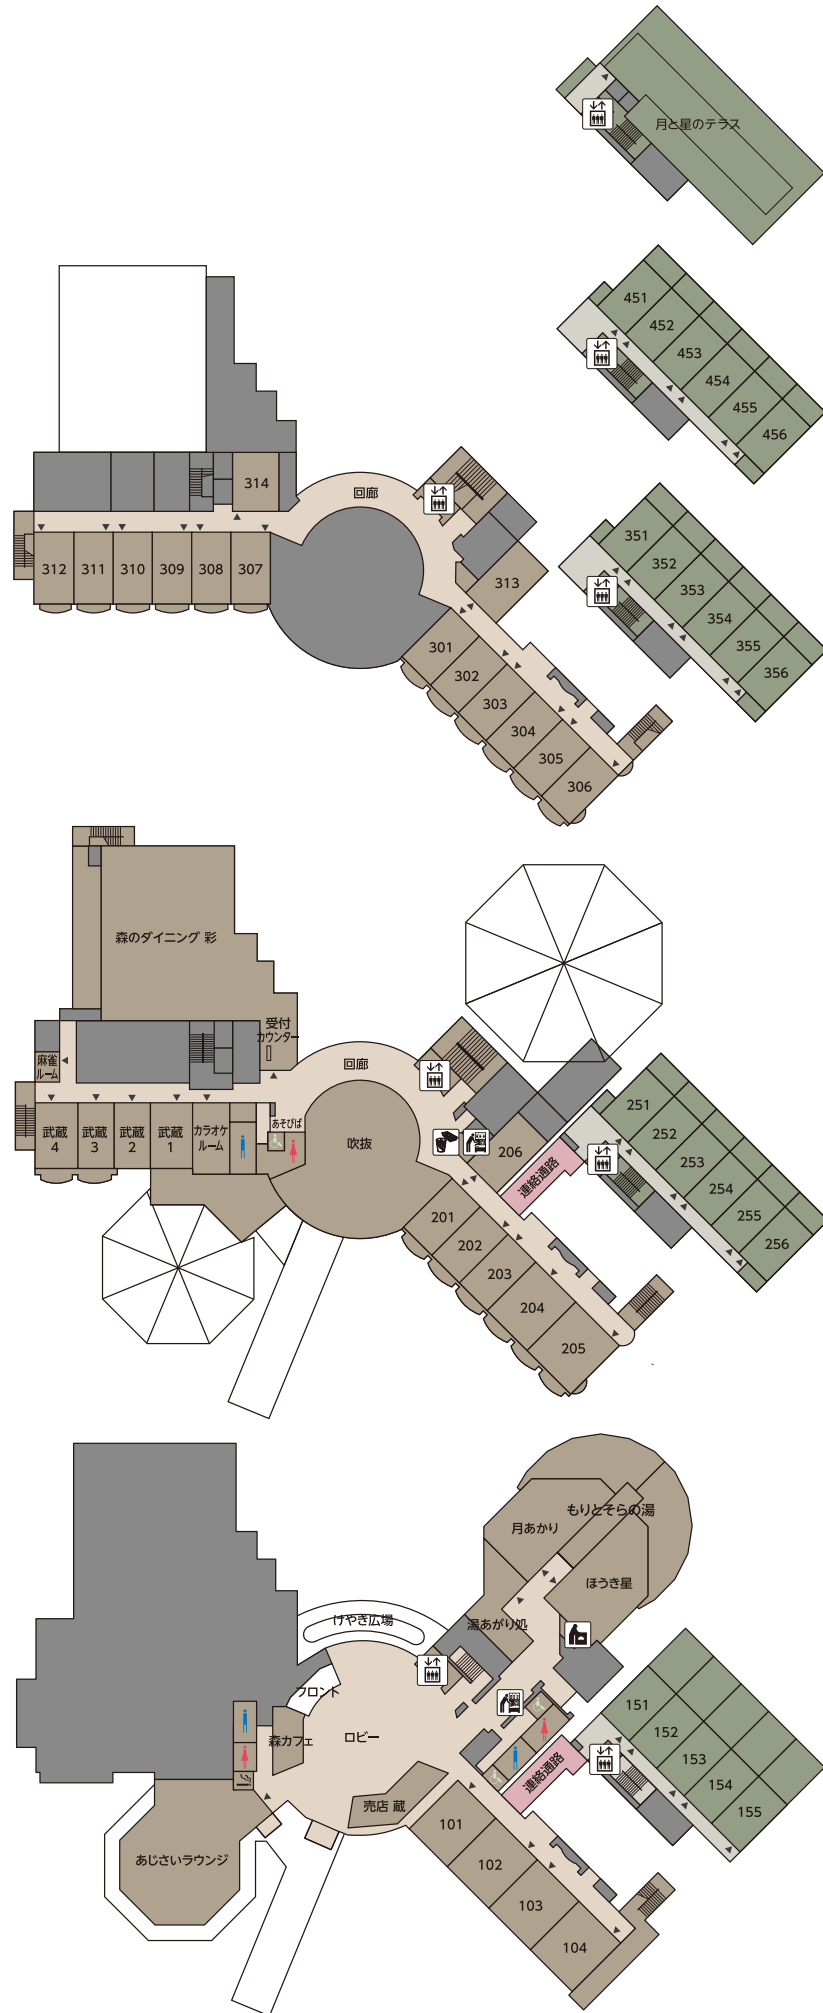 月と星のテラス
451
452
453
454
455
456
314
回廊
312
311
310
309
308
307
313
301
302
303
304
305
306
351
352
353
354
355
356
森のダイニング 彩
受付
カウンター
麻雀
ルーム
回廊
武蔵
4
武蔵
3
武蔵
2
武蔵
1
カラオケ
ルーム
あそびば
吹抜
206
連絡通路
201
202
203
204
205
251
252
253
254
255
256
もりとそらの湯
月あかり
ほうき星
湯あがり処
けやき広場
フロント
森カフェ
ロビー
売店 蔵
あじさいラウンジ
連絡通路
101
102
103
104
151
152
153
154
155